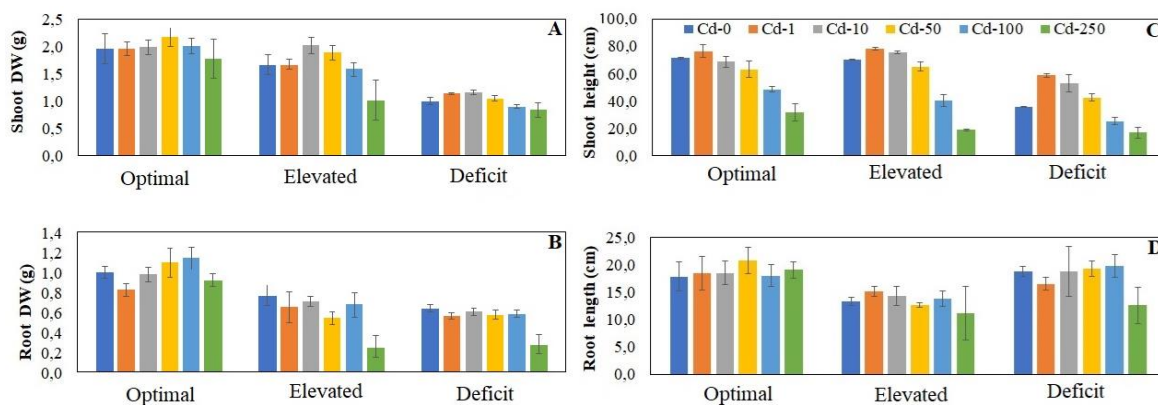 A
Shoot DW (g)
2,5
2,0
1,5
1,0
0,5
0,0
Optimal Elevated Deficit
C
Cd-0 Cd-1 Cd-10 Cd-50 Cd-100 Cd-250
Shoot height (cm)
100,0
80,0
60,0
40,0
20,0
0,0
Optimal Elevated Deficit
B
Root DW (g)
1,4
1,2
1,0
0,8
0,6
0,4
0,2
0,0
Optimal Elevated Deficit
D
Root length (cm)
25,0
20,0
15,0
10,0
5,0
0,0
Optimal Elevated Deficit